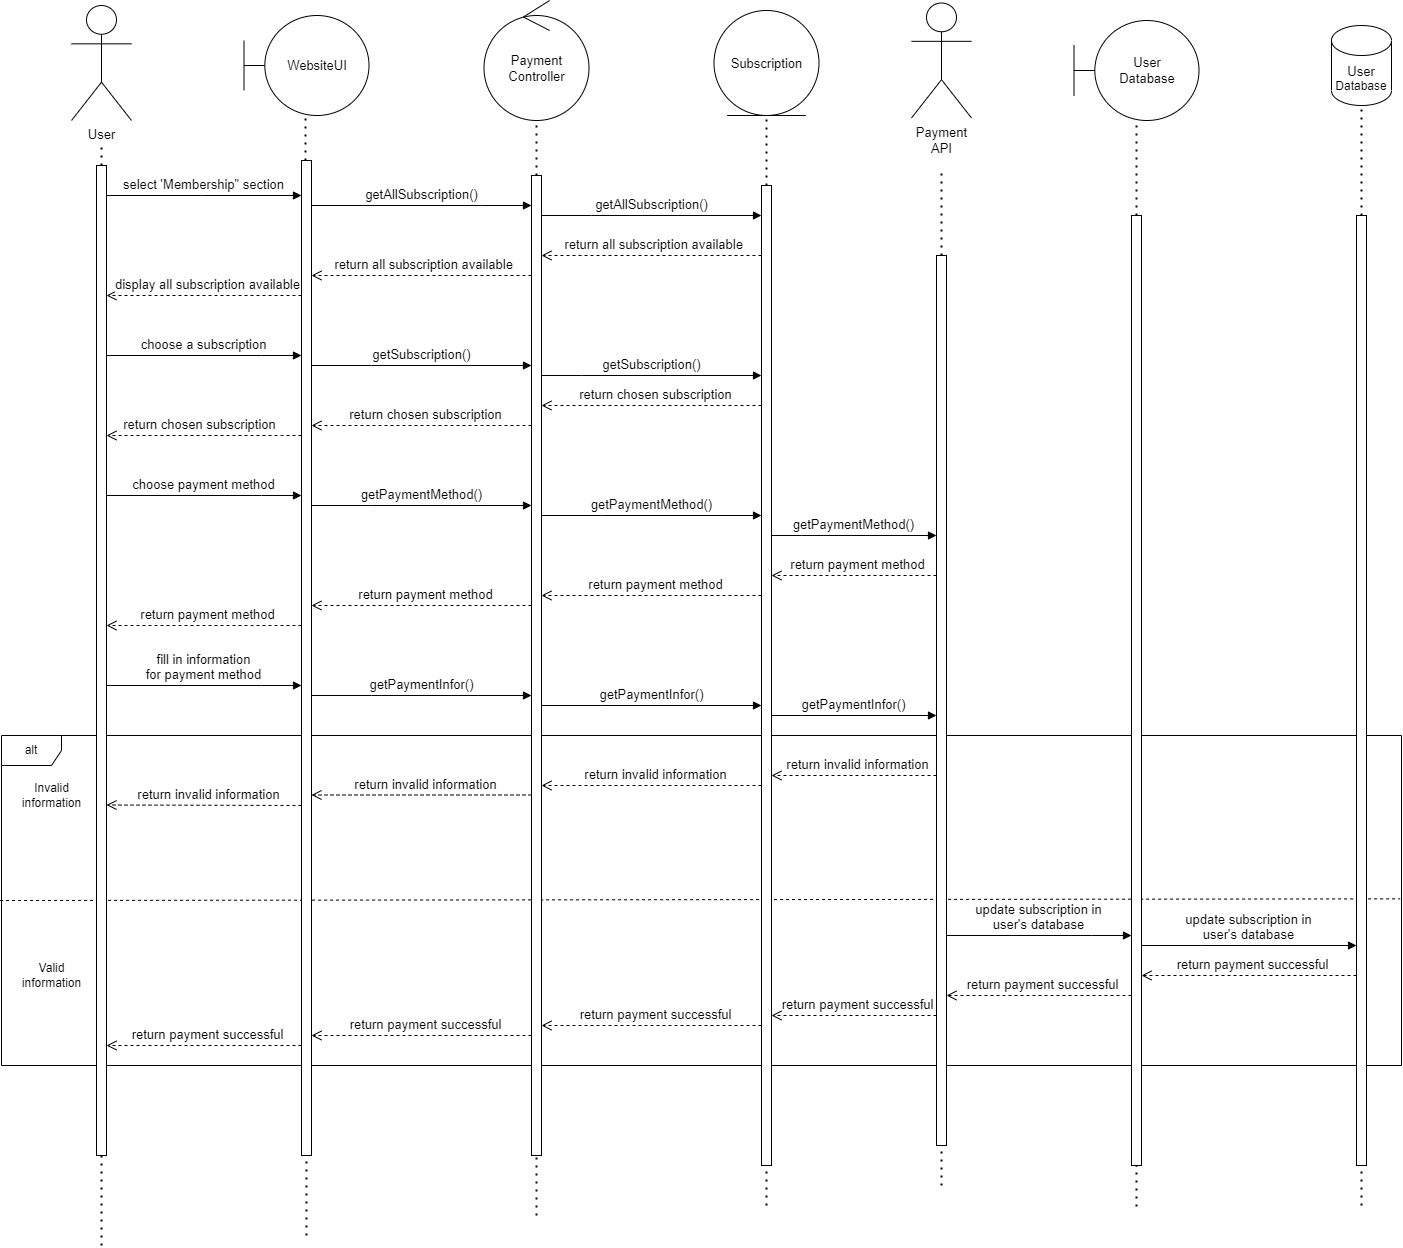 User
WebsiteUI
Payment
Controller
Subscription
Payment
API
User
Database
User
Database
select 'Membership" section
getAllSubscription()
getAllSubscription()
return all subscription available
return all subscription available
display all subscription available
choose a subscription
getSubscription()
getSubscription()
return chosen subscription
return chosen subscription
return chosen subscription
choose payment method
getPaymentMethod()
getPaymentMethod()
getPaymentMethod()
return payment method
return payment method
return payment method
return payment method
fill in information
for payment method
getPaymentInfor()
getPaymentInfor()
getPaymentInfor()
alt
Invalid
information
return invalid information
return invalid information
return invalid information
return invalid information
update subscription in
user's database
update subscription in
user's database
Valid
information
return payment successful
return payment successful
return payment successful
return payment successful
return payment successful
return payment successful